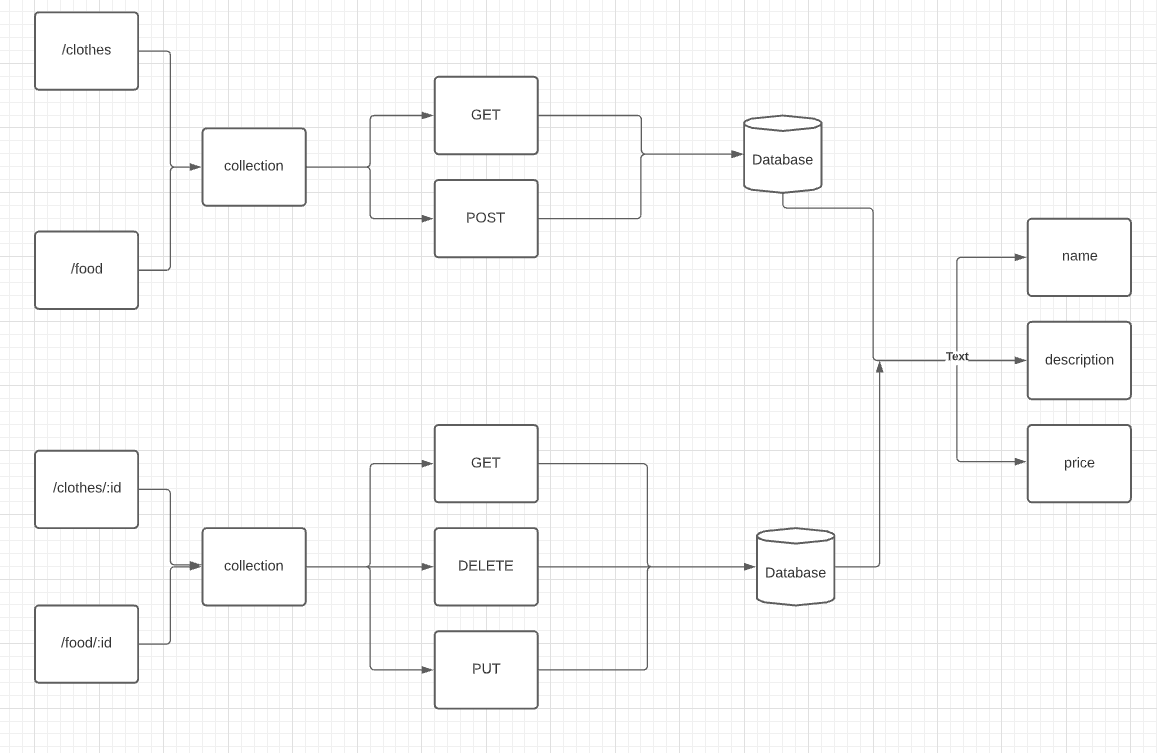 /clothes
/food
collection
GET
POST
Database
name
description
price
Text
/clothes/:id
/food/:id
collection
GET
DELETE
PUT
Database